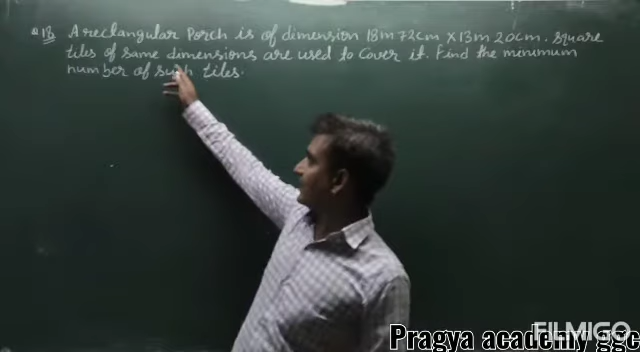 Q18 A rectangular Porch is of dimension 18m 72cm × 13m 20cm. square
tiles of same dimensions are used to cover it. Find the minimum
number of such tiles.
FILMIGO
Pragya academy ggc